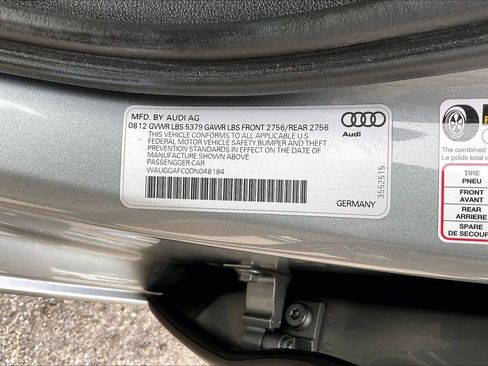 MFD. BY AUDI AG
0812 GVWR LBS 5379 GAWR LBS FRONT 2756/REAR 2756
THIS VEHICLE CONFORMS TO ALL APPLICABLE U.S
FEDERAL MOTOR VEHICLE SAFETY, BUMPER AND THEFT
PREVENTION STANDARDS IN EFFECT ON THE DATE OF
MANUFACTURE SHOWN ABOVE
PASSENGGER CAR
WAUGGAFC0DN048184
GERMANY
Audi
3552515
The combined
Le poids total
TIRE
PNEU
FRONT
AVANT
REAR
ARRIERE
SPARE
DE SECOUR